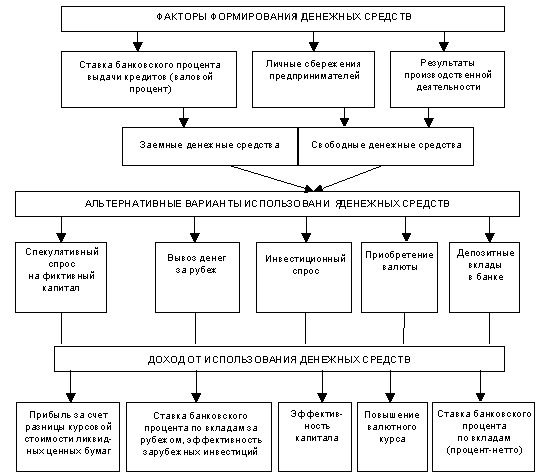 ФАКТОРЫ ФОРМИРОВАНИЯ ДЕНЕЖНЫХ СРЕДСТВ
Ставка банковского процента
выдачи кредитов (валовой
процент)
Личные сбережения
предпринимателей
Результаты
производственной
деятельности
Заемные денежные средства
Свободные денежные средства
АЛЬТЕРНАТИВНЫЕ ВАРИАНТЫ ИСПОЛЬЗОВАНИЯ ДЕНЕЖНЫХ СРЕДСТВ
Спекулятивный
спрос
на фиктивный
капитал
Вывоз денег
за рубеж
Инвестиционный
спрос
Приобретение
валюты
Депозитные
вклады
в банке
ДОХОД ОТ ИСПОЛЬЗОВАНИЯ ДЕНЕЖНЫХ СРЕДСТВ
Прибыль за счет
разницы курсовой
стоимости ликвид-
ных ценных бумаг
Ставка банковского
процента по вкладам за
рубежом, эффективность
зарубежных инвестиций
Эффектив-
ность
капитала
Повышение
валютного
курса
Ставка банковского
процента
по вкладам
(процент-нетто)